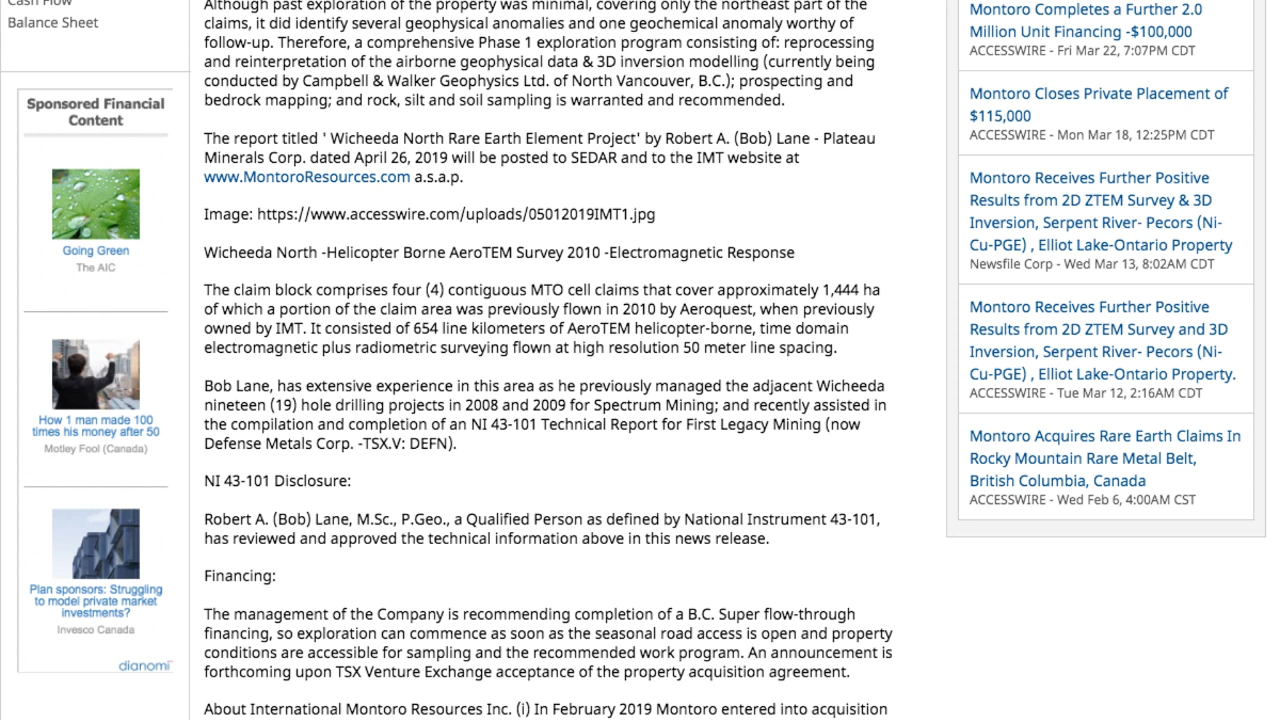 Cash Flow
Balance Sheet
Sponsored Financial
Content
Going Green
The AIC
How 1 man made 100
times his money after 50
Motley Fool (Canada)
Plan sponsors: Struggling
to model private market
investments?
Invesco Canada
dianomi
Although past exploration of the property was minimal, covering only the northeast part of the
claims, it did identify several geophysical anomalies and one geochemical anomaly worthy of
follow-up. Therefore, a comprehensive Phase 1 exploration program consisting of: reprocessing
and reinterpretation of the airborne geophysical data & 3D inversion modelling (currently being
conducted by Campbell & Walker Geophysics Ltd. of North Vancouver, B.C.); prospecting and
bedrock mapping; and rock, silt and soil sampling is warranted and recommended.
The report titled ' Wicheeda North Rare Earth Element Project' by Robert A. (Bob) Lane - Plateau
Minerals Corp. dated April 26, 2019 will be posted to SEDAR and to the IMT website at
www.MontoroResources.com a.s.a.p.
Image: https://www.accesswire.com/uploads/05012019IMT1.jpg
Wicheeda North -Helicopter Borne AeroTEM Survey 2010 -Electromagnetic Response
The claim block comprises four (4) contiguous MTO cell claims that cover approximately 1,444 ha
of which a portion of the claim area was previously flown in 2010 by Aeroquest, when previously
owned by IMT. It consisted of 654 line kilometers of AeroTEM helicopter-borne, time domain
electromagnetic plus radiometric surveying flown at high resolution 50 meter line spacing.
Bob Lane, has extensive experience in this area as he previously managed the adjacent Wicheeda
nineteen (19) hole drilling projects in 2008 and 2009 for Spectrum Mining; and recently assisted in
the compilation and completion of an NI 43-101 Technical Report for First Legacy Mining (now
Defense Metals Corp. -TSX.V: DEFN).
NI 43-101 Disclosure:
Robert A. (Bob) Lane, M.Sc., P.Geo., a Qualified Person as defined by National Instrument 43-101,
has reviewed and approved the technical information above in this news release.
Financing:
The management of the Company is recommending completion of a B.C. Super flow-through
financing, so exploration can commence as soon as the seasonal road access is open and property
conditions are accessible for sampling and the recommended work program. An announcement is
forthcoming upon TSX Venture Exchange acceptance of the property acquisition agreement.
About International Montoro Resources Inc. (i) In February 2019 Montoro entered into acquisition
Montoro Completes a Further 2.0
Million Unit Financing -$100,000
ACCESSWIRE - Fri Mar 22, 7:07PM CDT
Montoro Closes Private Placement of
$115,000
ACCESSWIRE - Mon Mar 18, 12:25PM CDT
Montoro Receives Further Positive
Results from 2D ZTEM Survey & 3D
Inversion, Serpent River- Pecors (Ni-
Cu-PGE) , Elliot Lake-Ontario Property
Newsfile Corp - Wed Mar 13, 8:02AM CDT
Montoro Receives Further Positive
Results from 2D ZTEM Survey and 3D
Inversion, Serpent River- Pecors (Ni-
Cu-PGE) , Elliot Lake-Ontario Property.
ACCESSWIRE - Tue Mar 12, 2:16AM CDT
Montoro Acquires Rare Earth Claims In
Rocky Mountain Rare Metal Belt,
British Columbia, Canada
ACCESSWIRE - Wed Feb 6, 4:00AM CST